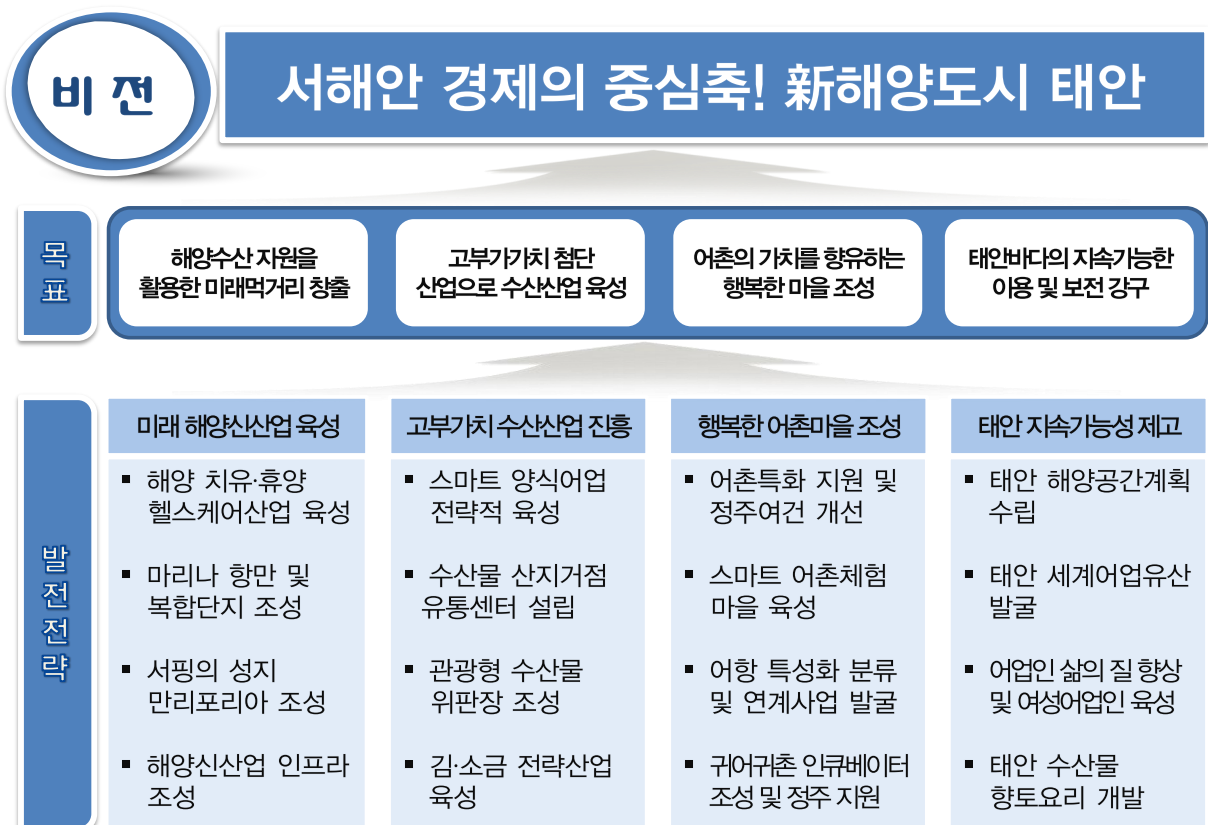 비 전
서해안 경제의 중심축! 新해양도시 태안
목표
해양수산 자원을
활용한 미래먹거리 창출
고부가가치 첨단
산업으로 수산산업 육성
어촌의 가치를 향유하는
행복한 마을 조성
태안바다의 지속가능한
이용 및 보전 강구
발전전략
미래 해양신산업 육성
▪ 해양 치유·휴양
헬스케어산업 육성
▪ 마리나 항만 및
복합단지 조성
▪ 서핑의 성지
만리포리아 조성
▪ 해양신산업 인프라
조성
고부가치 수산산업 진흥
▪ 스마트 양식어업
전략적 육성
▪ 수산물 산지거점
유통센터 설립
▪ 관광형 수산물
위판장 조성
▪ 김·소금 전략산업
육성
행복한 어촌마을 조성
▪ 어촌특화 지원 및
정주여건 개선
▪ 스마트 어촌체험
마을 육성
▪ 어항 특성화 분류
및 연계사업 발굴
▪ 귀어귀촌 인큐베이터
조성 및 정주 지원
태안 지속가능성 제고
▪ 태안 해양공간계획
수립
▪ 태안 세계어업유산
발굴
▪ 어업인 삶의 질 향상
및 여성어업인 육성
▪ 태안 수산물
향토요리 개발